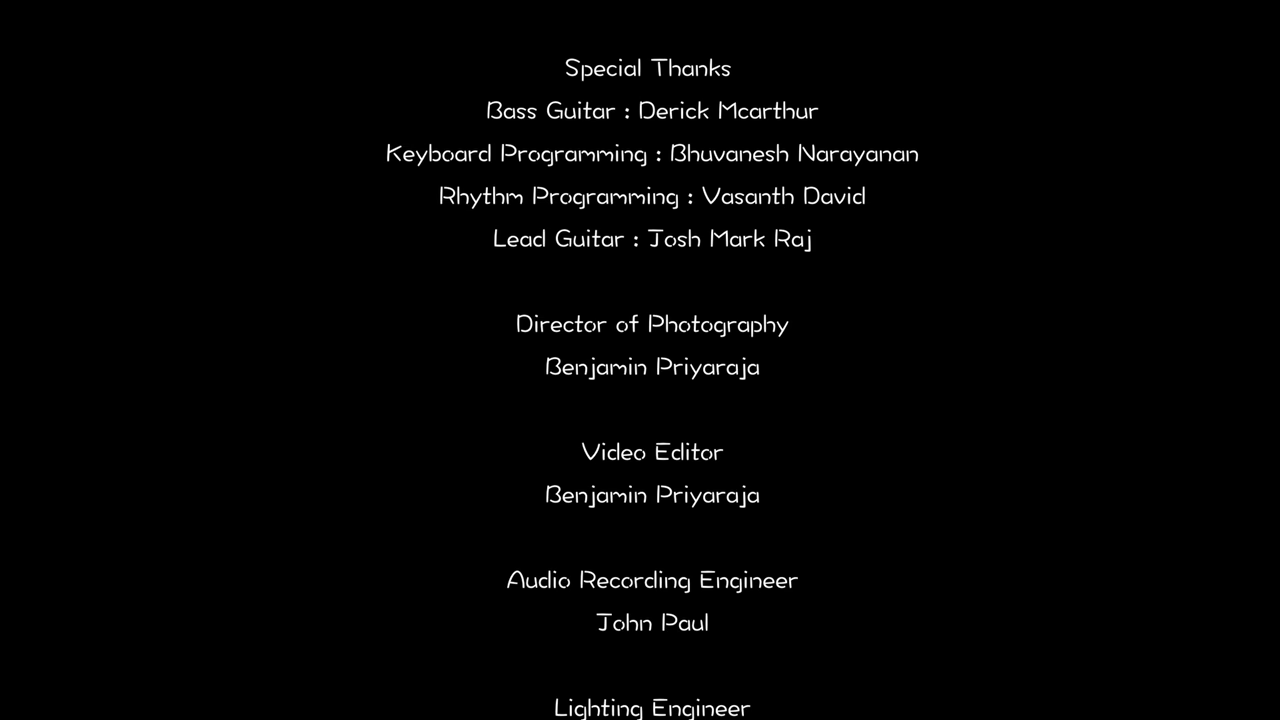 Special Thanks
Bass Guitar : Derick Mcarthur
Keyboard Programming : Bhuvanesh Narayanan
Rhythm Programming : Vasanth David
Lead Guitar : Josh Mark Raj
Director of Photography
Benjamin Priyaraja
Video Editor
Benjamin Priyaraja
Audio Recording Engineer
John Paul
Lighting Engineer